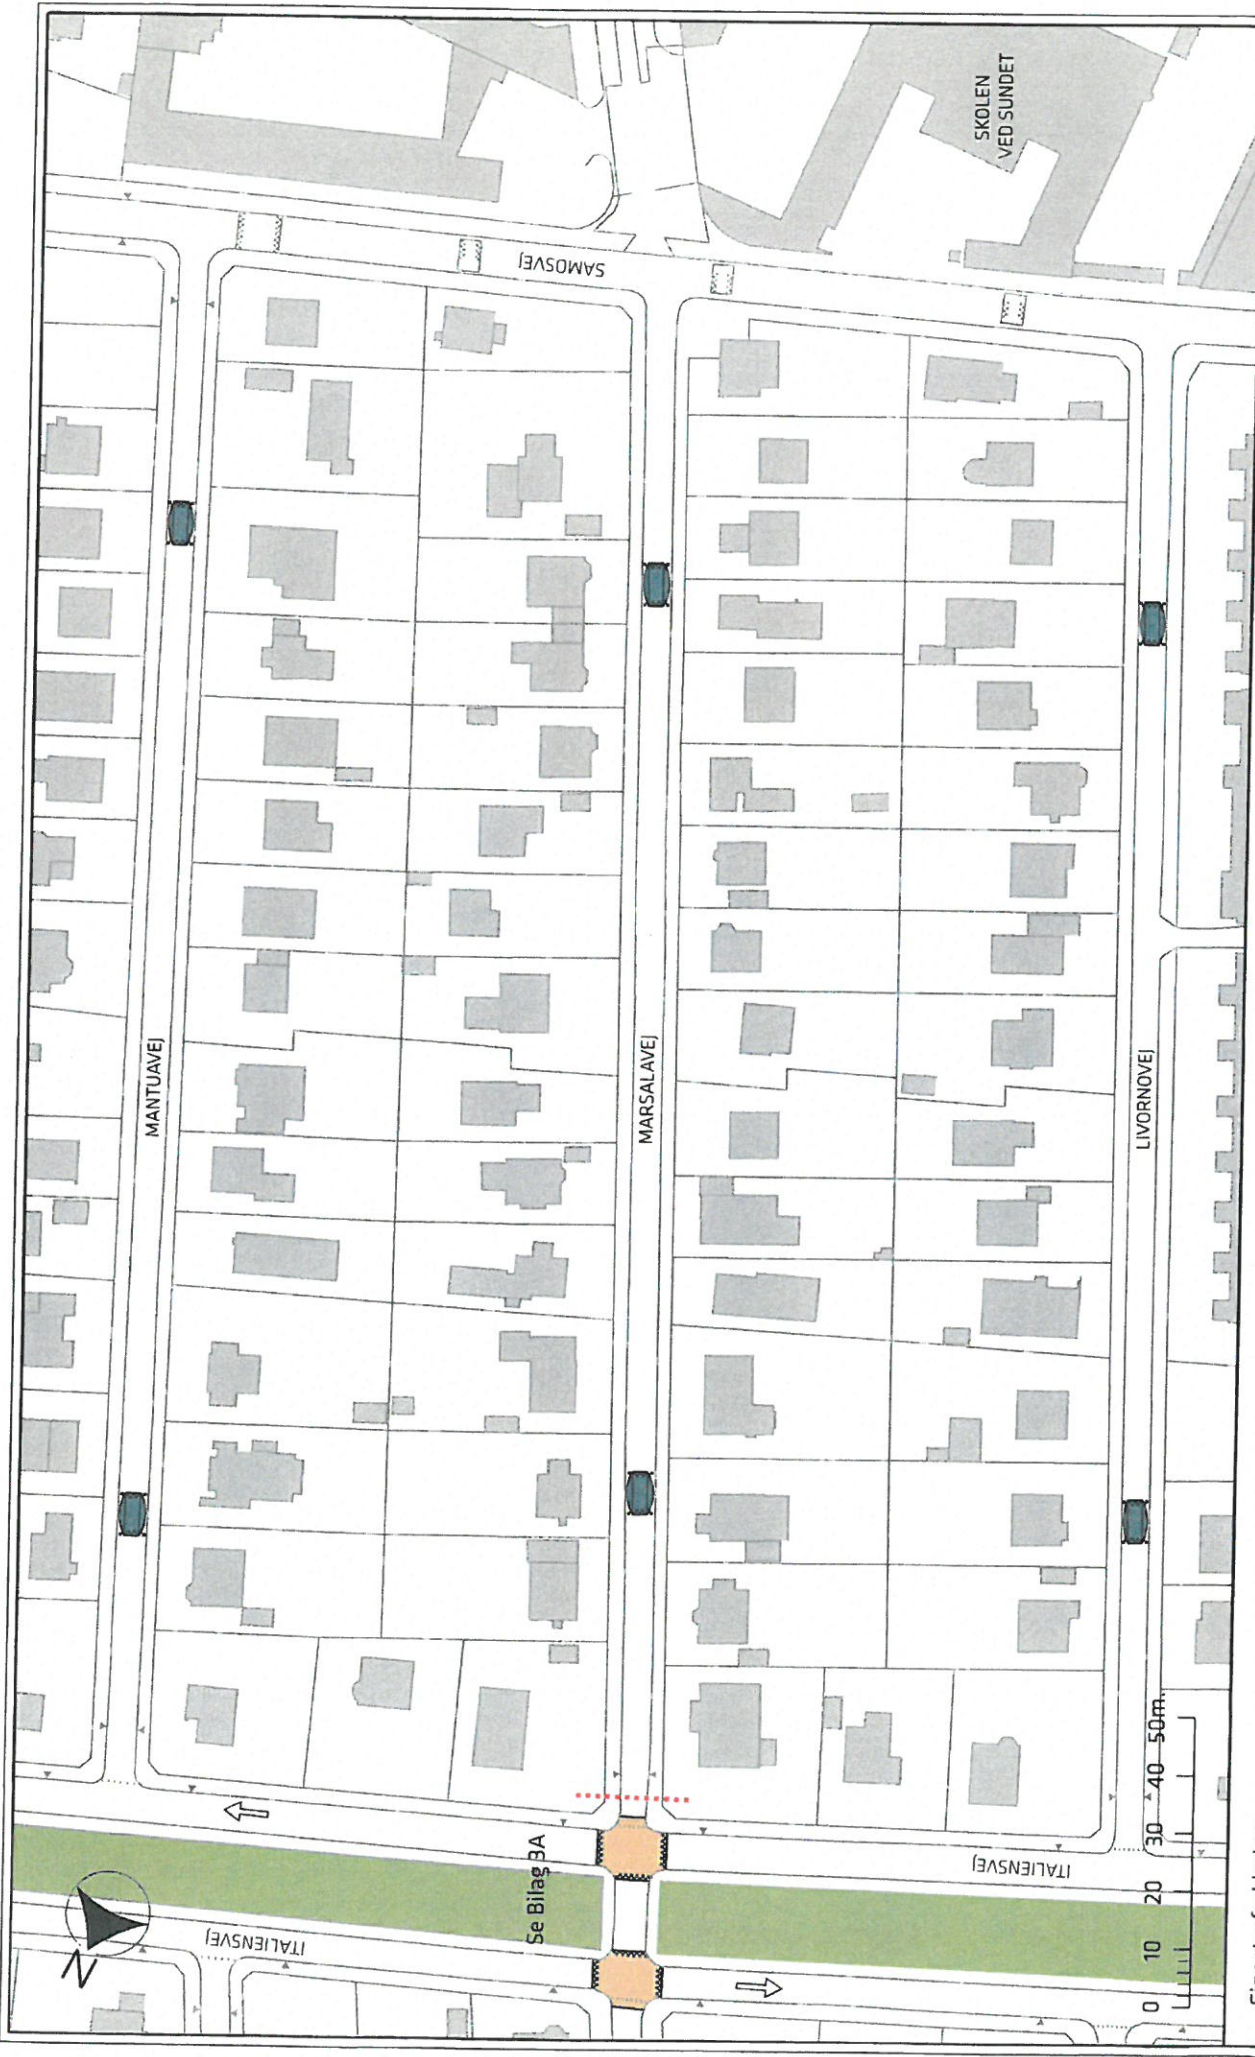 SKOLEN
VED SUNDET
SAMOSVEJ
MANTUAVEJ
MARSALAVEJ
LIVORNOVEJ
Se Bilag 3A
ITALIENSVEJ
ITALIENSVEJ
N
0 10 20 30 40 50m.